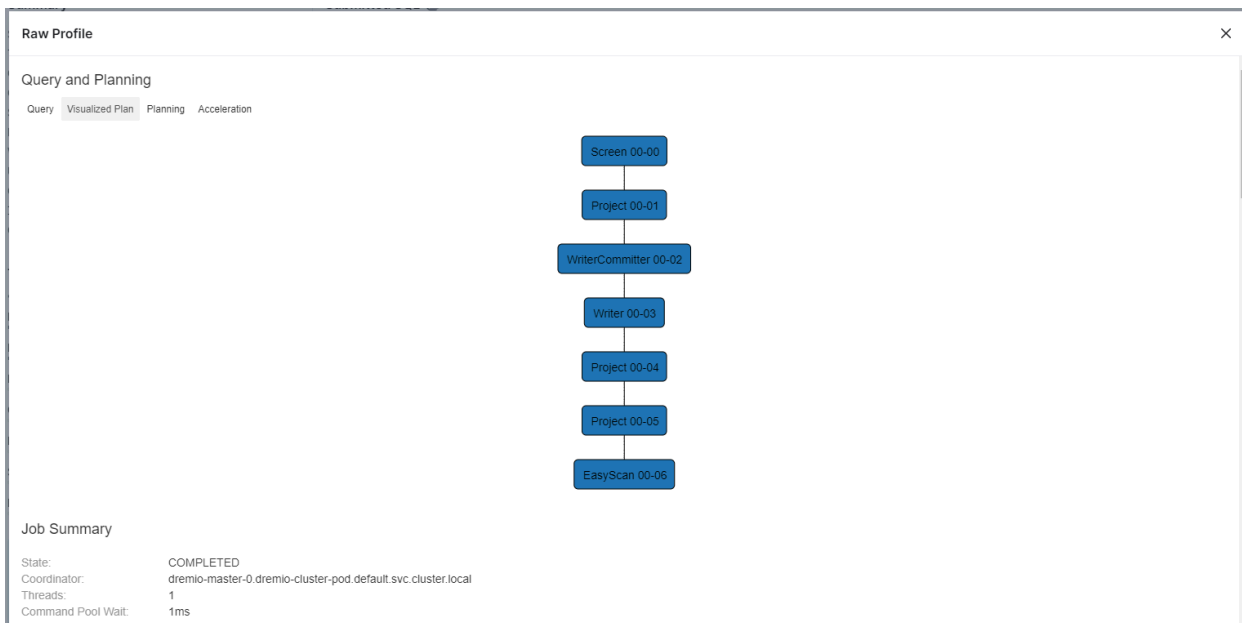 Raw Profile
Query and Planning
Query Visualized Plan Planning Acceleration
Screen 00-00
Project 00-01
WriterCommitter 00-02
Writer 00-03
Project 00-04
Project 00-05
EasyScan 00-06
Job Summary
State: COMPLETED
Coordinator: dremio-master-0.dremio-cluster-pod.default.svc.cluster.local
Threads: 1
Command Pool Wait: 1ms